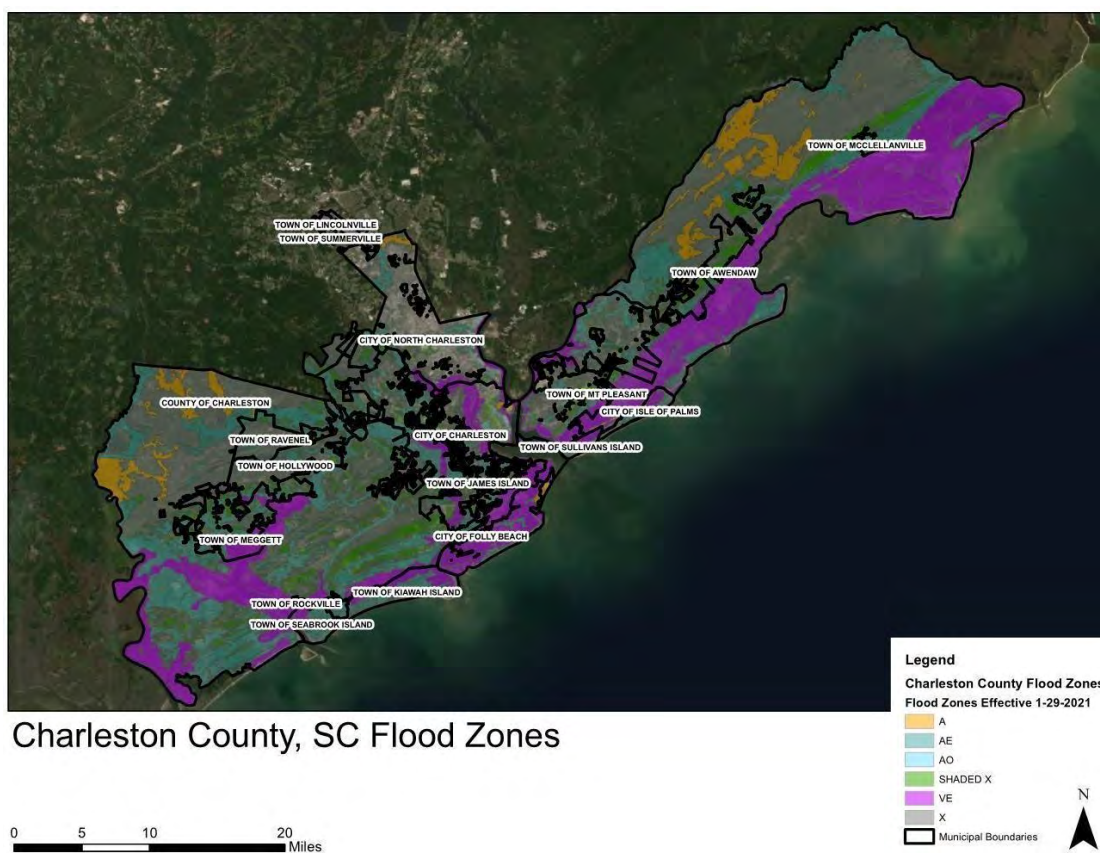 TOWN OF SULLIVANS ISLAND
TOWN OF MCCLELLANVILLE
TOWN OF LINCOLNVILLE
TOWN OF SUMMERVILLE
TOWN OF AWENDAW
CITY OF NORTH CHARLESTON
TOWN OF MT PLEASANT
COUNTY OF CHARLESTON
CITY OF ISLE OF PALMS
CITY OF CHARLESTON
TOWN OF RAVENEL
TOWN OF SULLIVANS ISLAND
TOWN OF HOLLYWOOD
TOWN OF JAMES ISLAND
CITY OF FOLLY BEACH
TOWN OF MEGGETT
TOWN OF KIAWAH ISLAND
TOWN OF ROCKVILLE
TOWN OF SEABROOK ISLAND
Legend
Charleston County Flood Zones
Flood Zones Effective 1-29-2021
A
AE
AO
SHADED X
VE
X
Municipal Boundaries
N
Charleston County, SC Flood Zones
0 5 10 20
Miles